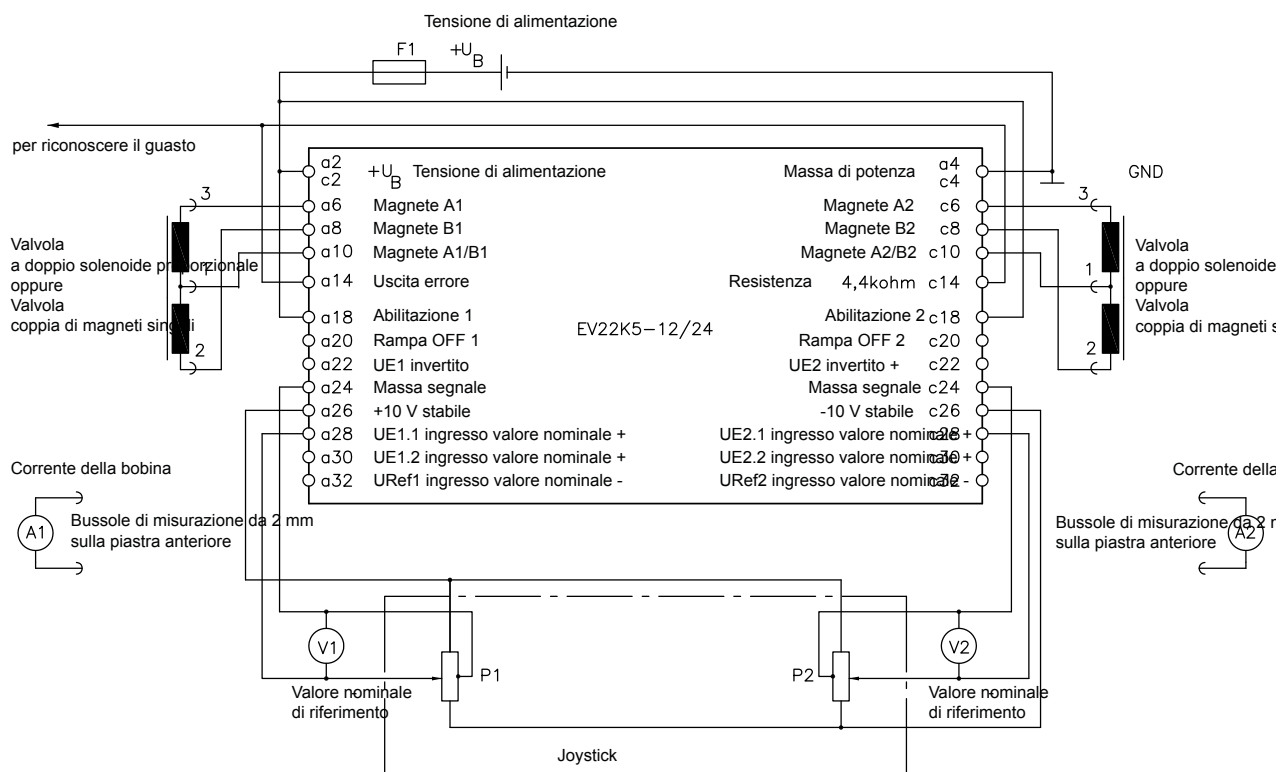 Tensione di alimentazione
F1
+U_B
per riconoscere il guasto
a2
c2
+U_B Tensione di alimentazione
Massa di potenza
a4
c4
GND
3
a6 Magnete A1
Magnete A2 c6
3
a8 Magnete B1
Magnete B2 c8
a10 Magnete A1/B1
Magnete A2/B2 c10
Valvola
a doppio solenoide proporzionale
oppure
Valvola
coppia di magneti singoli
1
2
a14 Uscita errore
Resistenza 4,4kohm c14
a18 Abilitazione 1
Abilitazione 2 c18
EV22K5-12/24
a20 Rampa OFF 1
Rampa OFF 2 c20
a22 UE1 invertito
UE2 invertito + c22
a24 Massa segnale
Massa segnale c24
a26 +10 V stabile
-10 V stabile c26
a28 UE1.1 ingresso valore nominale +
UE2.1 ingresso valore nominale + c28
a30 UE1.2 ingresso valore nominale +
UE2.2 ingresso valore nominale + c30
a32 URef1 ingresso valore nominale -
URef2 ingresso valore nominale - c32
1
2
Valvola
a doppio solenoide
oppure
Valvola
coppia di magneti s
Corrente della bobina
A1
Bussole di misurazione da 2 mm
sulla piastra anteriore
Corrente della
A2
Bussole di misurazione da 2 m
sulla piastra anteriore
V1
P1
Valore nominale
di riferimento
P2
V2
Valore nominale
di riferimento
Joystick